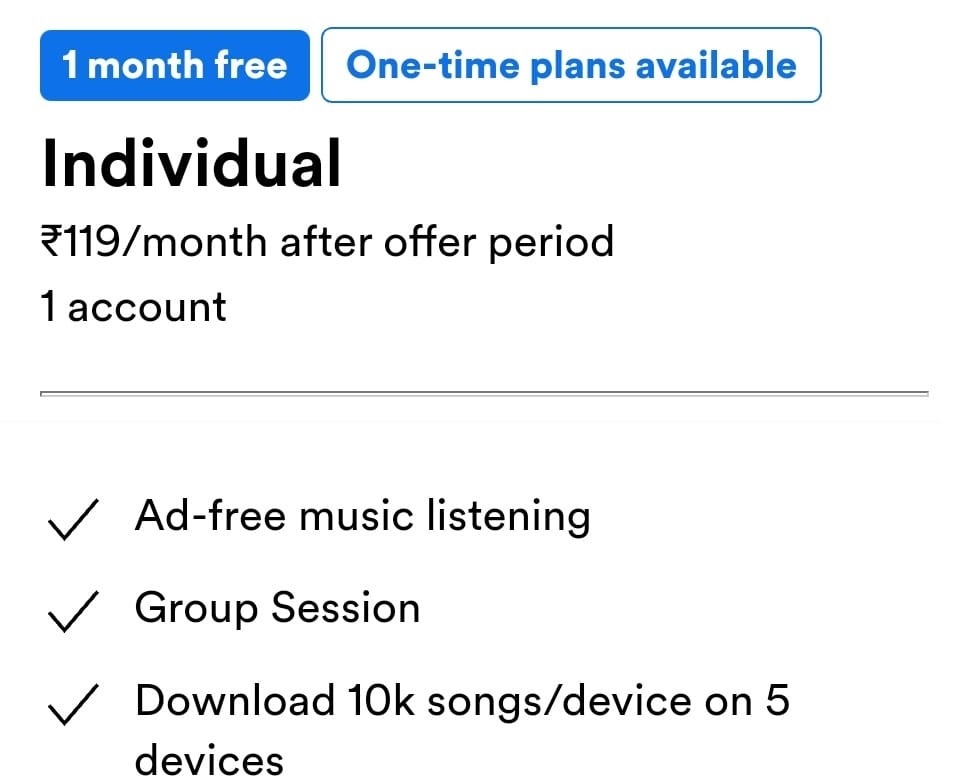 1 month free One-time plans available
Individual
₹119/month after offer period
1 account
Ad-free music listening
Group Session
Download 10k songs/device on 5
devices